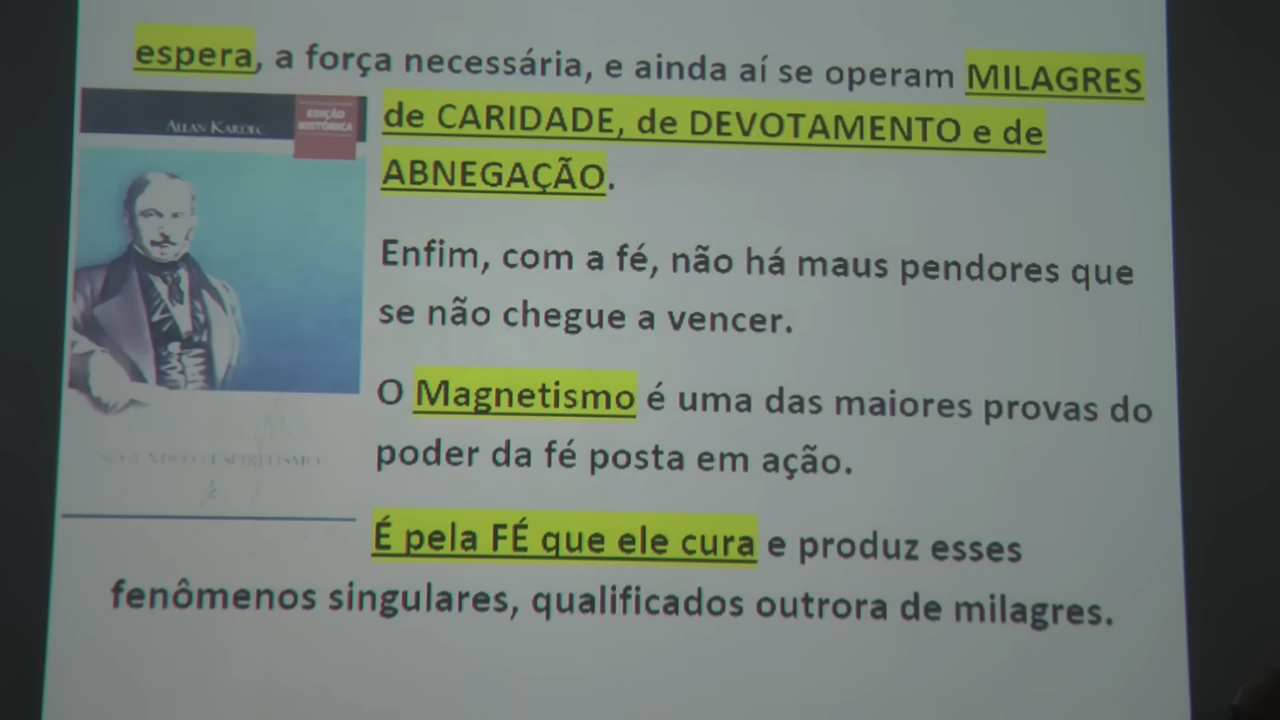 espera, a força necessária, e ainda aí se operam MILAGRES
de CARIDADE, de DEVOTAMENTO e de
ABNEGAÇÃO.
ALLAN KARDEC
EDIÇÃO
HISTÓRICA
Enfim, com a fé, não há maus pendores que
se não chegue a vencer.
O Magnetismo é uma das maiores provas do
poder da fé posta em ação.
É pela FÉ que ele cura e produz esses
fenômenos singulares, qualificados outrora de milagres.